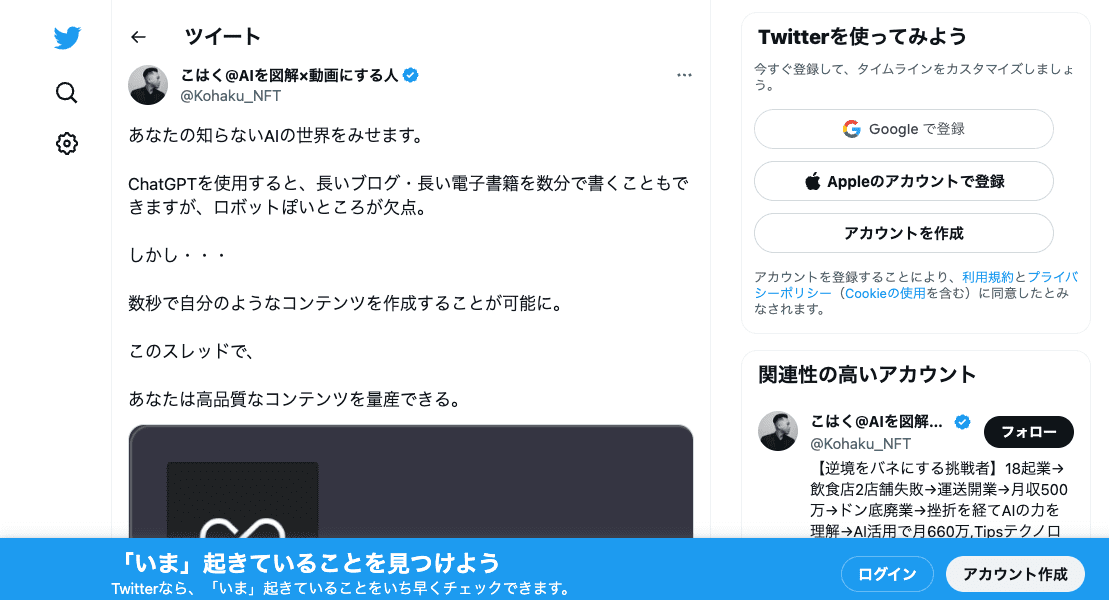 ツイート
こはく@AIを図解×動画にする人
@Kohaku_NFT
あなたの知らないAIの世界をみせます。
ChatGPTを使用すると、長いブログ・長い電子書籍を数分で書くこともで
きますが、ロボットぽいところが欠点。
しかし・・・
数秒で自分のようなコンテンツを作成することが可能に。
このスレッドで、
あなたは高品質なコンテンツを量産できる。
Twitterを使ってみよう
今すぐ登録して、タイムラインをカスタマイズしましょ
う。
Google で登録
Appleのアカウントで登録
アカウントを作成
アカウントを登録することにより、利用規約とプライバ
シーポリシー（Cookieの使用を含む）に同意したとみ
なされます。
関連性の高いアカウント
こはく@AIを図解...
@Kohaku_NFT
フォロー
【逆境をバネにする挑戦者】18起業→
飲食店2店舗失敗→運送開業→月収500
万→ドン底廃業→挫折を経てAIの力を
理解→AI活用で月660万,Tipsテクノロ
「いま」起きていることを見つけよう
Twitterなら、「いま」起きていることをいち早くチェックできます。
ログイン
アカウント作成